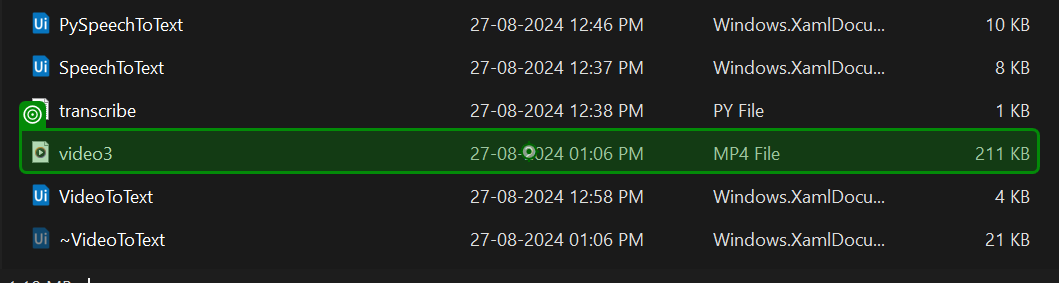 Ui PySpeechToText 27-08-2024 12:46 PM Windows.XamlDocu... 10 KB
Ui SpeechToText 27-08-2024 12:37 PM Windows.XamlDocu... 8 KB
transcribe 27-08-2024 12:38 PM PY File 1 KB
video3 27-08-2024 01:06 PM MP4 File 211 KB
Ui VideoToText 27-08-2024 12:58 PM Windows.XamlDocu... 4 KB
Ui ~VideoToText 27-08-2024 01:06 PM Windows.XamlDocu... 21 KB